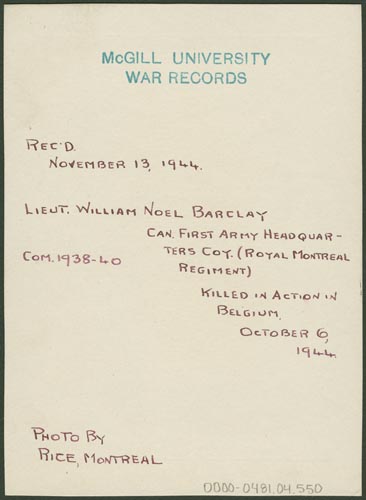 McGILL UNIVERSITY
WAR RECORDS
REC'D.
NOVEMBER 13, 1944.
LIEUT. WILLIAM NOEL BARCLAY
CAN. FIRST ARMY HEADQUAR-
TERS COY. (ROYAL MONTREAL
REGIMENT)
COM. 1938-40
KILLED IN ACTION IN
BELGIUM,
OCTOBER 6,
1944.
PHOTO BY
RICE, MONTREAL
0000-0481.04.550